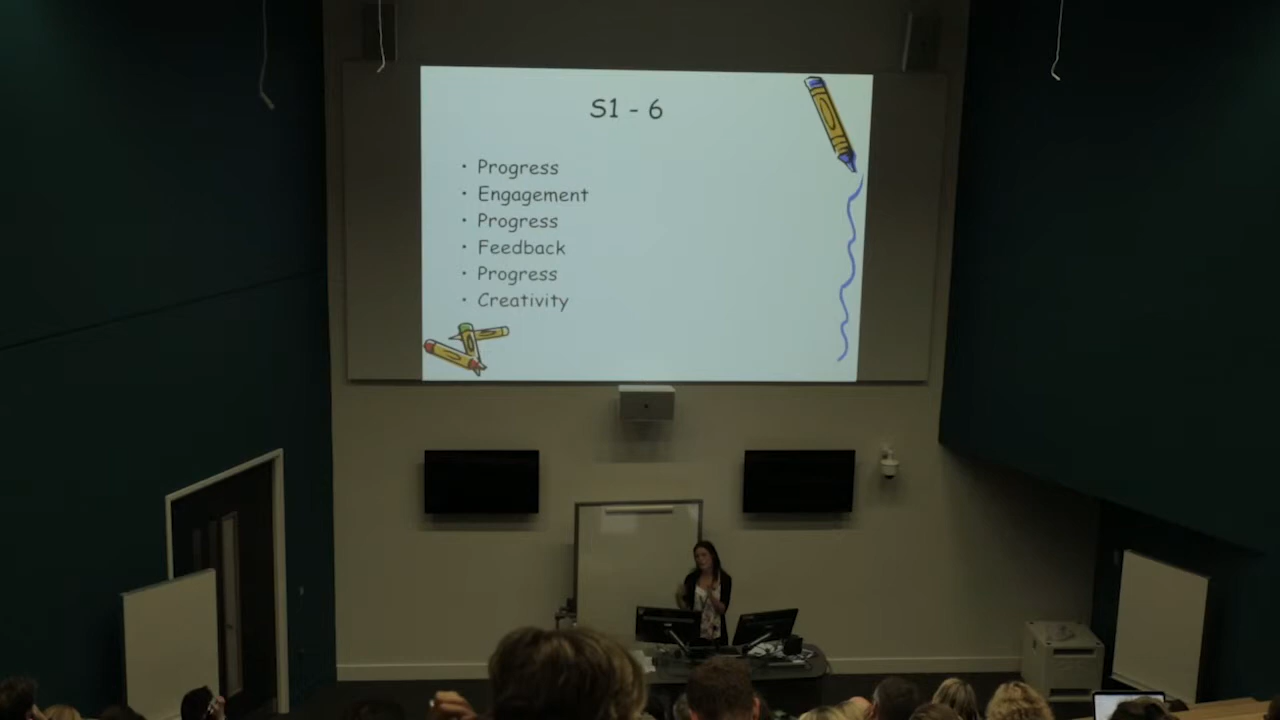 S1 - 6
• Progress
• Engagement
• Progress
• Feedback
• Progress
• Creativity